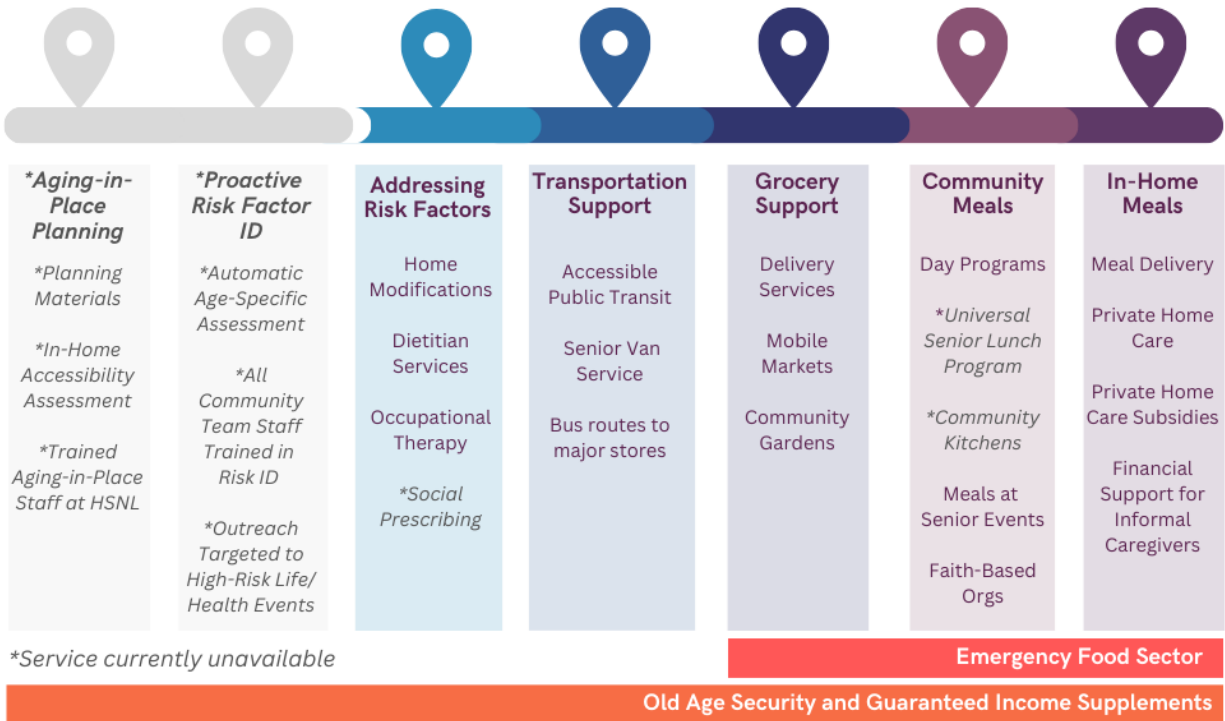 *Aging-in-
Place
Planning
*Planning
Materials
*In-Home
Accessibility
Assessment
*Trained
Aging-in-Place
Staff at HSNL
*Proactive
Risk Factor
ID
*Automatic
Age-Specific
Assessment
*All
Community
Team Staff
Trained in
Risk ID
*Outreach
Targeted to
High-Risk Life/
Health Events
Addressing
Risk Factors
Home
Modifications
Dietitian
Services
Occupational
Therapy
*Social
Prescribing
Transportation
Support
Accessible
Public Transit
Senior Van
Service
Bus routes to
major stores
Grocery
Support
Delivery
Services
Mobile
Markets
Community
Gardens
Community
Meals
Day Programs
*Universal
Senior Lunch
Program
*Community
Kitchens
Meals at
Senior Events
Faith-Based
Orgs
In-Home
Meals
Meal Delivery
Private Home
Care
Private Home
Care Subsidies
Financial
Support for
Informal
Caregivers
*Service currently unavailable
Emergency Food Sector
Old Age Security and Guaranteed Income Supplements